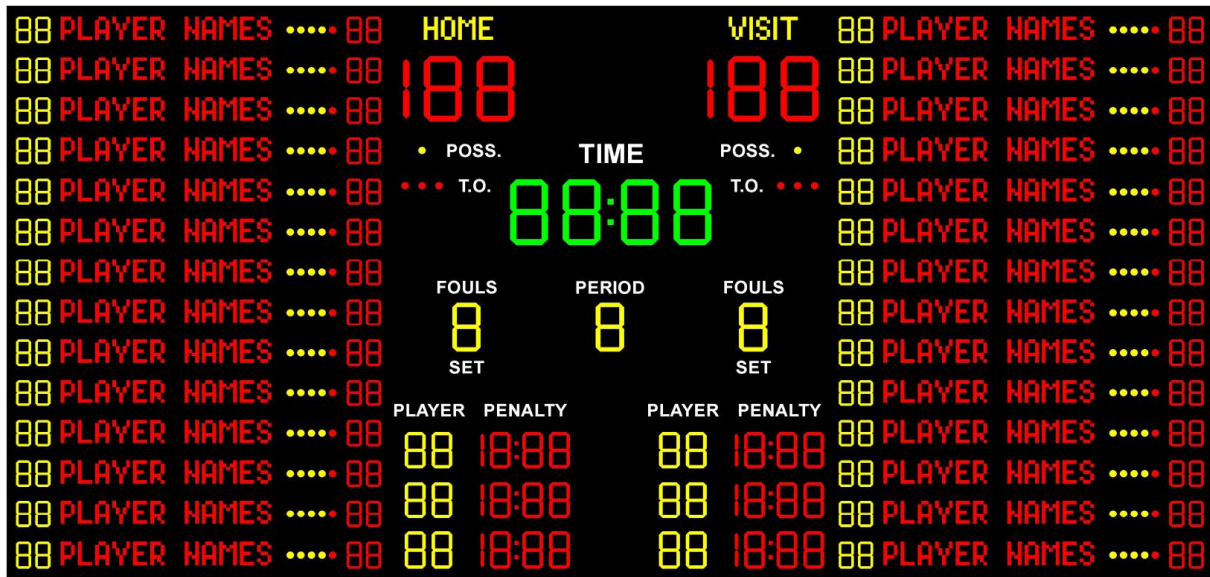 88 PLAYER NAMES 88
88 PLAYER NAMES 88
88 PLAYER NAMES 88
88 PLAYER NAMES 88
88 PLAYER NAMES 88
88 PLAYER NAMES 88
88 PLAYER NAMES 88
88 PLAYER NAMES 88
88 PLAYER NAMES 88
88 PLAYER NAMES 88
88 PLAYER NAMES 88
88 PLAYER NAMES 88
88 PLAYER NAMES 88
88 PLAYER NAMES 88
HOME VISIT
188 188
POSS. TIME POSS.
T.O. 88:88 T.O.
FOULS PERIOD FOULS
8 8 8
SET SET
PLAYER PENALTY PLAYER PENALTY
88 18:88 88 18:88
88 18:88 88 18:88
88 18:88 88 18:88
88 PLAYER NAMES 88
88 PLAYER NAMES 88
88 PLAYER NAMES 88
88 PLAYER NAMES 88
88 PLAYER NAMES 88
88 PLAYER NAMES 88
88 PLAYER NAMES 88
88 PLAYER NAMES 88
88 PLAYER NAMES 88
88 PLAYER NAMES 88
88 PLAYER NAMES 88
88 PLAYER NAMES 88
88 PLAYER NAMES 88
88 PLAYER NAMES 88